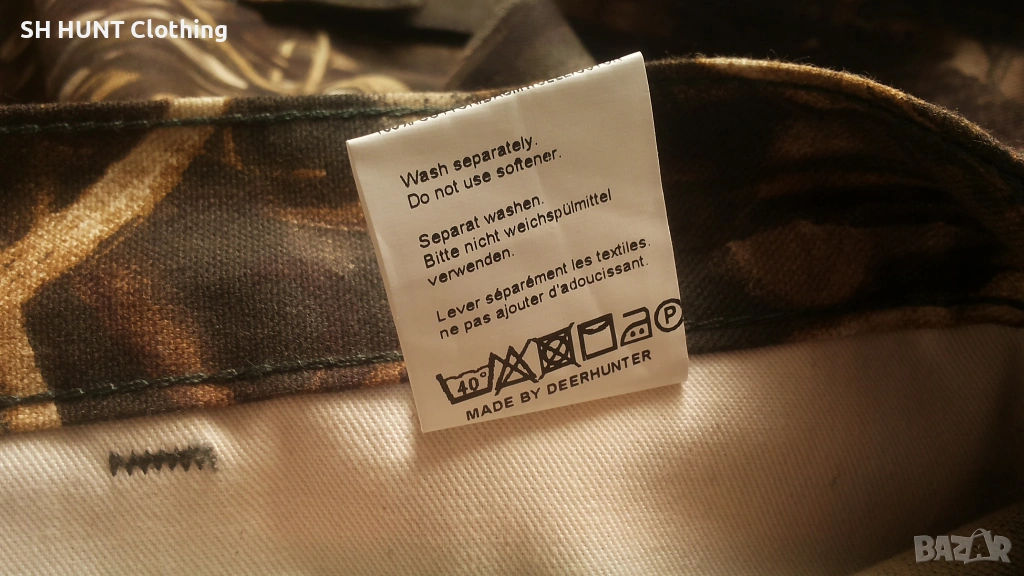 SH HUNT Clothing
Wash separately.
Do not use softener.
Separat washen.
Bitte nicht weichspülmittel
verwenden.
Lever séparément les textiles.
ne pas ajouter d'adoucissant.
40° P
MADE BY DEERHUNTER
BAZAR